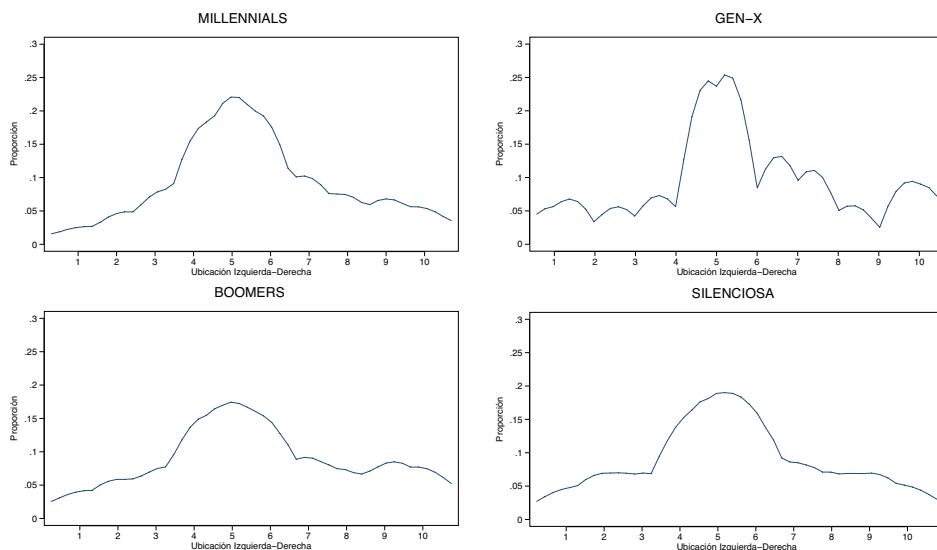 MILLENNIALS
.3
.25
.2
.15
.1
.05
0
Proporción
1 2 3 4 5 6 7 8 9 10
Ubicación Izquierda−Derecha
GEN−X
.3
.25
.2
.15
.1
.05
0
Proporción
1 2 3 4 5 6 7 8 9 10
Ubicación Izquierda−Derecha
BOOMERS
.3
.25
.2
.15
.1
.05
0
Proporción
1 2 3 4 5 6 7 8 9 10
Ubicación Izquierda−Derecha
SILENCIOSA
.3
.25
.2
.15
.1
.05
0
Proporción
1 2 3 4 5 6 7 8 9 10
Ubicación Izquierda−Derecha